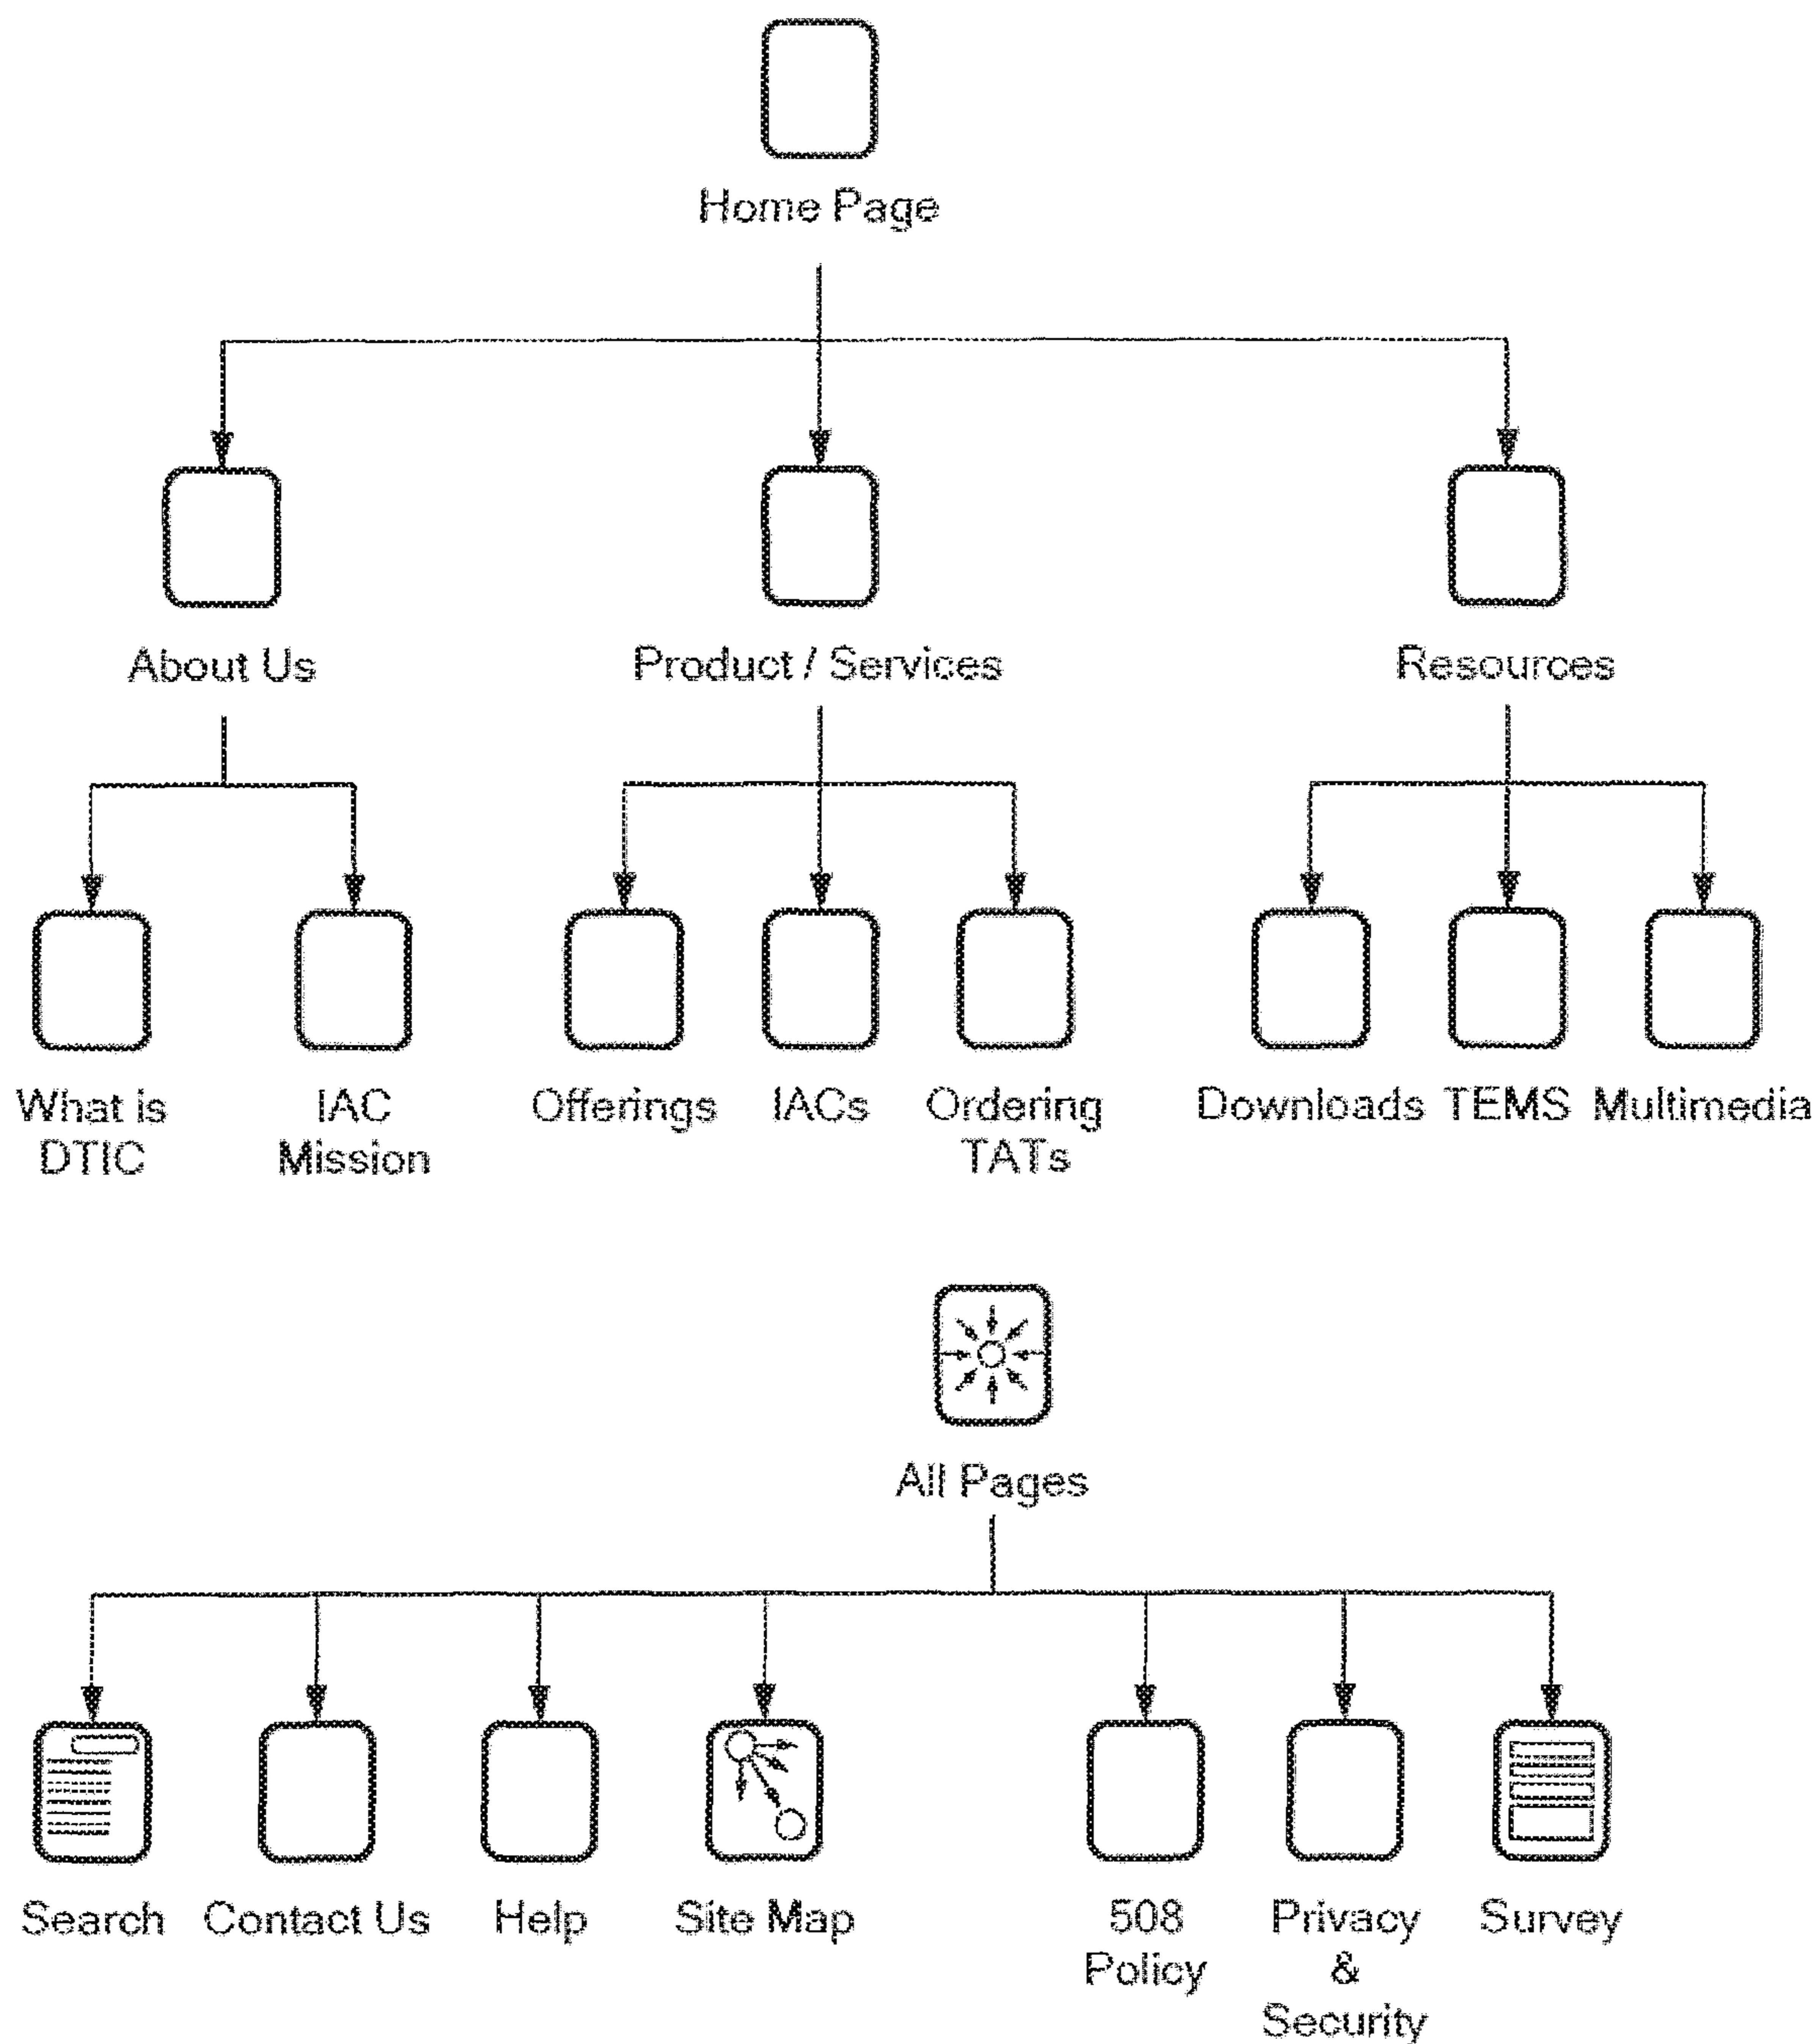 Home Page
About Us
Product / Services
Resources
What is
DTIC
IAC
Mission
Offerings
IACs
Ordering
TATs
Downloads
TEMS
Multimedia
All Pages
Search
Contact Us
Help
Site Map
508
Policy
Privacy
&
Security
Survey